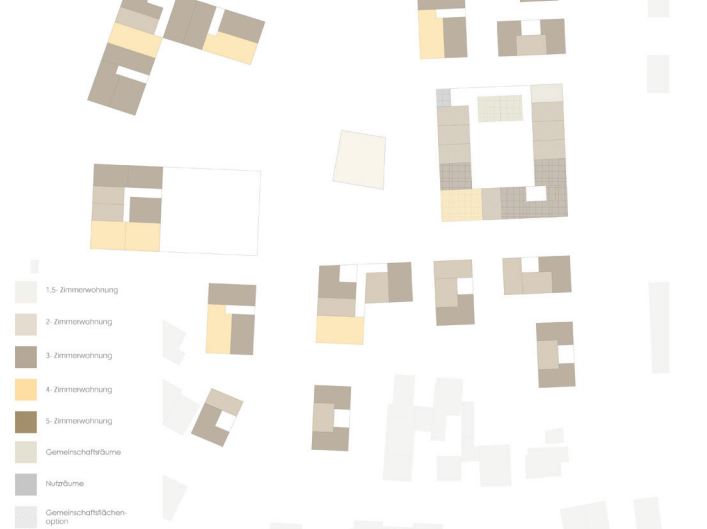 1,5- Zimmerwohnung
2- Zimmerwohnung
3- Zimmerwohnung
4- Zimmerwohnung
5- Zimmerwohnung
Gemeinschaftsräume
Nutzräume
Gemeinschaftsflächen-
option